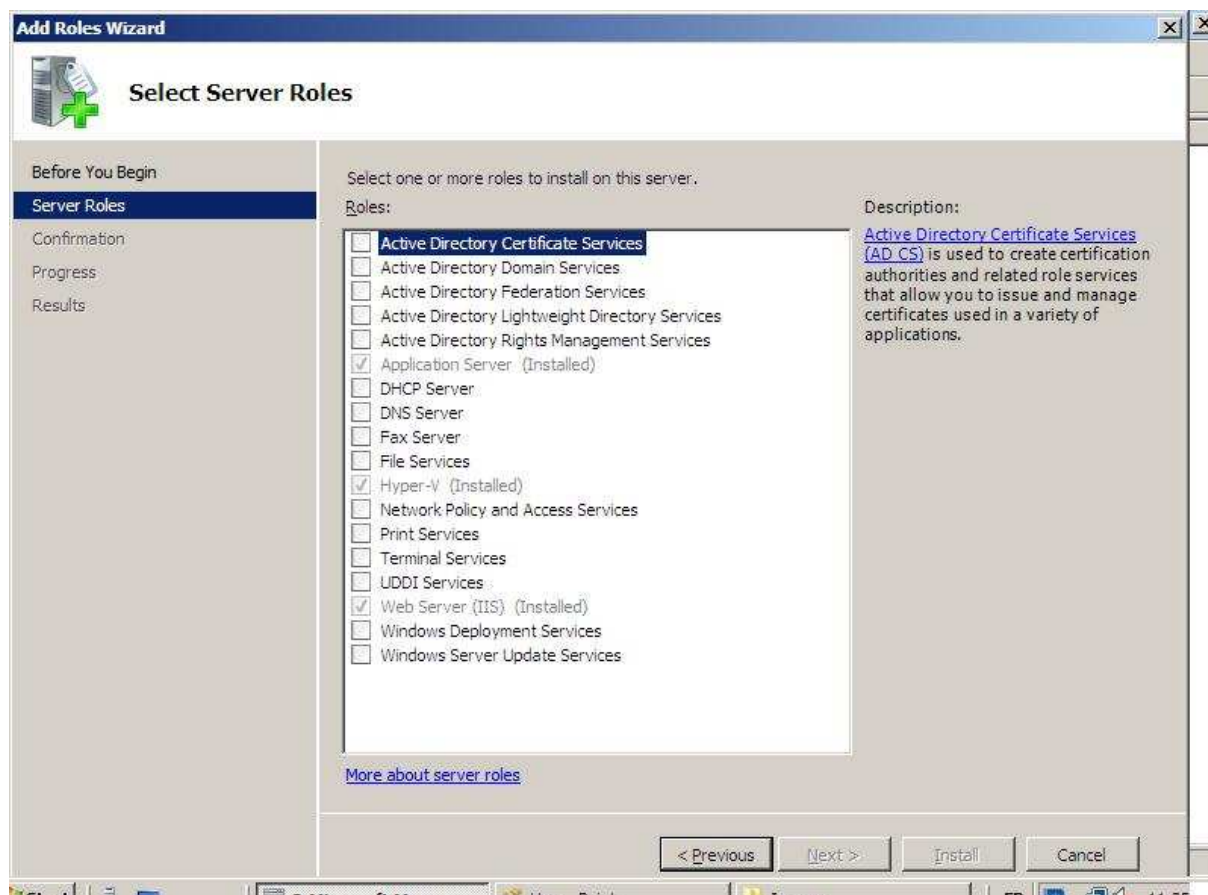 Add Roles Wizard
Select Server Roles
Before You Begin
Server Roles
Confirmation
Progress
Results
Select one or more roles to install on this server.
Roles:
Active Directory Certificate Services
Active Directory Domain Services
Active Directory Federation Services
Active Directory Lightweight Directory Services
Active Directory Rights Management Services
Application Server (Installed)
DHCP Server
DNS Server
Fax Server
File Services
Hyper-V (Installed)
Network Policy and Access Services
Print Services
Terminal Services
UDDI Services
Web Server (IIS) (Installed)
Windows Deployment Services
Windows Server Update Services
More about server roles
Description:
Active Directory Certificate Services
(AD CS) is used to create certification
authorities and related role services
that allow you to issue and manage
certificates used in a variety of
applications.
< Previous
Next >
Install
Cancel